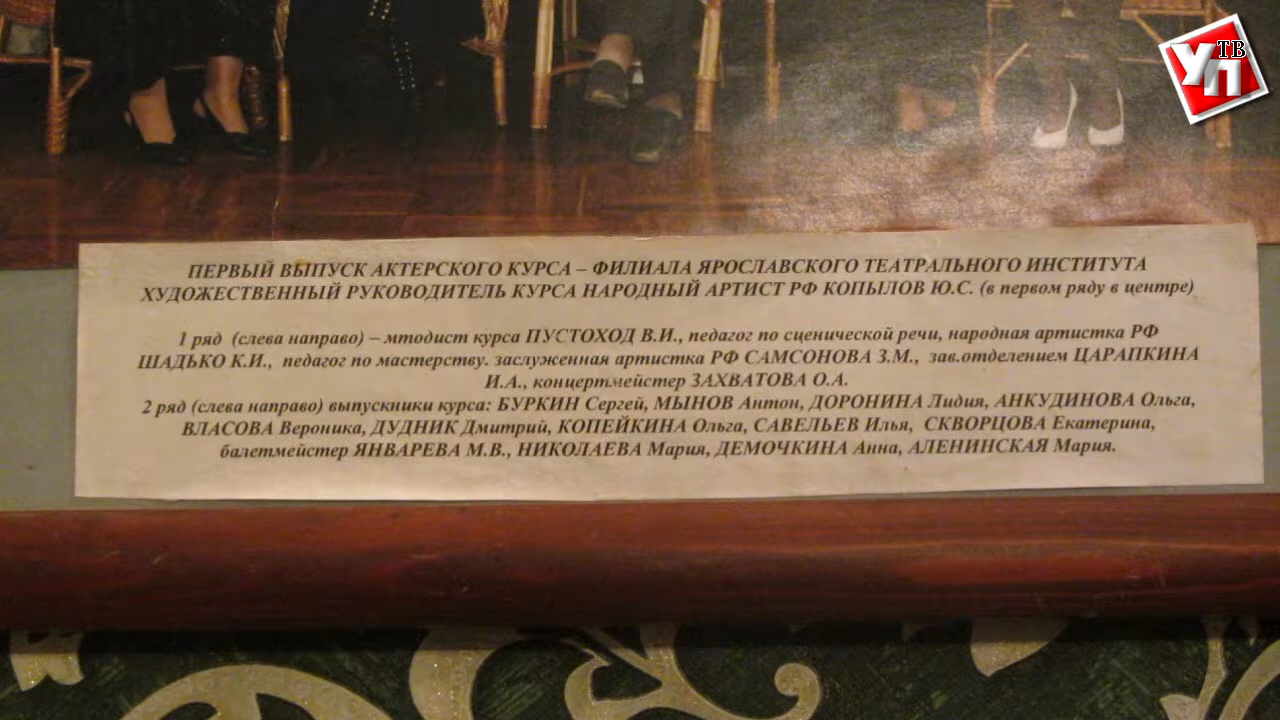 УП ТВ
ПЕРВЫЙ ВЫПУСК АКТЕРСКОГО КУРСА – ФИЛИАЛА ЯРОСЛАВСКОГО ТЕАТРАЛЬНОГО ИНСТИТУТА
ХУДОЖЕСТВЕННЫЙ РУКОВОДИТЕЛЬ КУРСА НАРОДНЫЙ АРТИСТ РФ КОПЫЛОВ Ю.С. (в первом ряду в центре)
1 ряд (слева направо) – мтодист курса ПУСТОХОД В.И., педагог по сценической речи, народная артистка РФ
ШАДЬКО К.И., педагог по мастерству. заслуженная артистка РФ САМСОНОВА З.М., зав.отделением ЦАРАПКИНА
И.А., концертмейстер ЗАХВАТОВА О.А.
2 ряд (слева направо) выпускники курса: БУРКИН Сергей, МЫНОВ Антон, ДОРОНИНА Лидия, АНКУДИНОВА Ольга,
ВЛАСОВА Вероника, ДУДНИК Дмитрий, КОПЕЙКИНА Ольга, САВЕЛЬЕВ Илья, СКВОРЦОВА Екатерина,
балетмейстер ЯНВАРЕВА М.В., НИКОЛАЕВА Мария, ДЕМОЧКИНА Анна, АЛЕНИНСКАЯ Мария.